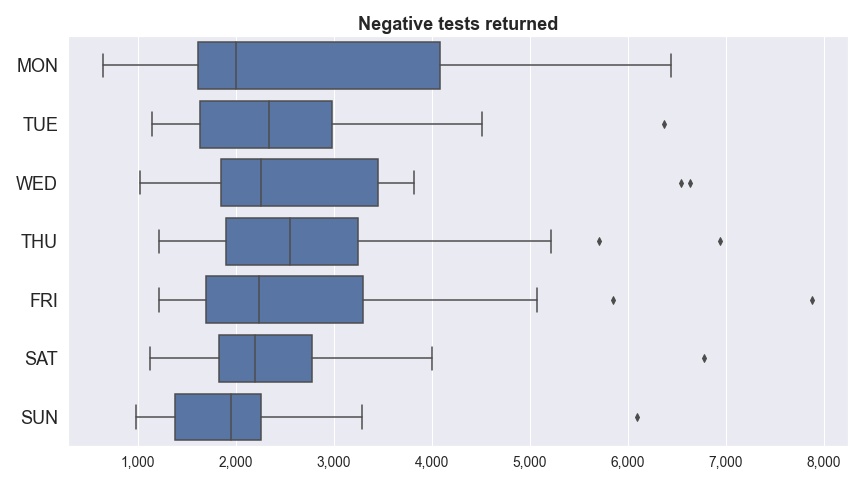 Negative tests returned
MON
TUE
WED
THU
FRI
SAT
SUN
1,000 2,000 3,000 4,000 5,000 6,000 7,000 8,000